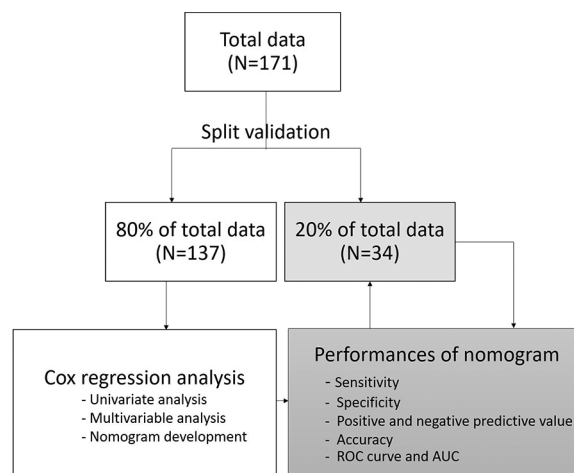 Total data
(N=171)
Split validation
80% of total data
(N=137)
20% of total data
(N=34)
Cox regression analysis
- Univariate analysis
- Multivariable analysis
- Nomogram development
Performances of nomogram
- Sensitivity
- Specificity
- Positive and negative predictive value
- Accuracy
- ROC curve and AUC